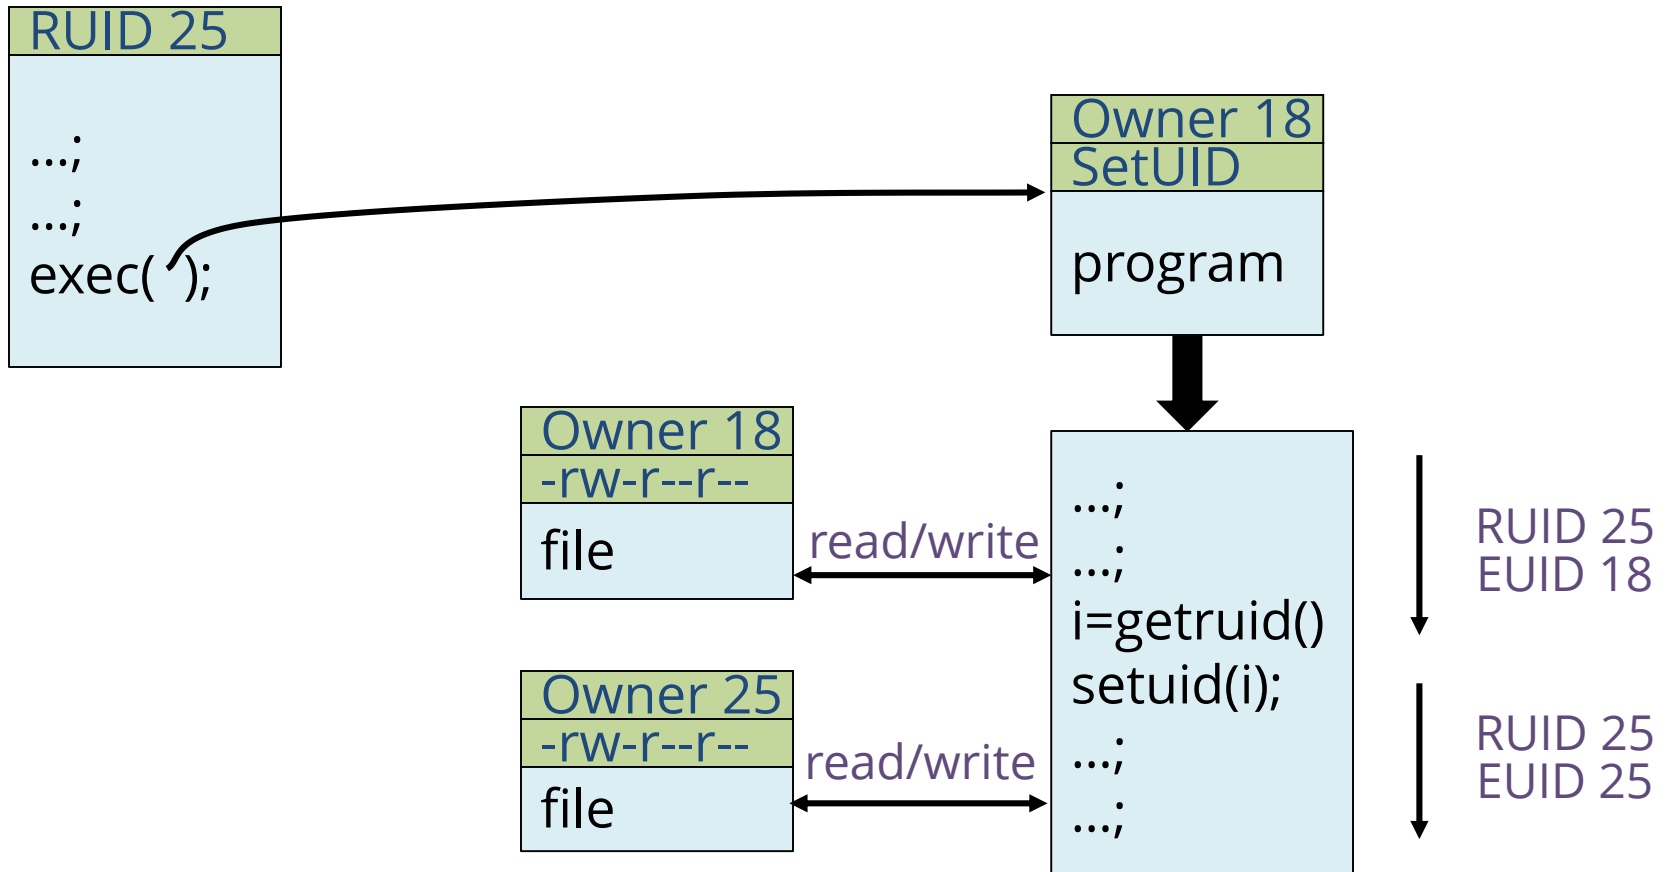 RUID 25
...;
...;
exec( );
Owner 18
SetUID
program
Owner 18
-rw-r--r--
file
read/write
Owner 25
-rw-r--r--
file
read/write
...;
...;
i=getruid()
setuid(i);
...;
...;
RUID 25
EUID 18
RUID 25
EUID 25